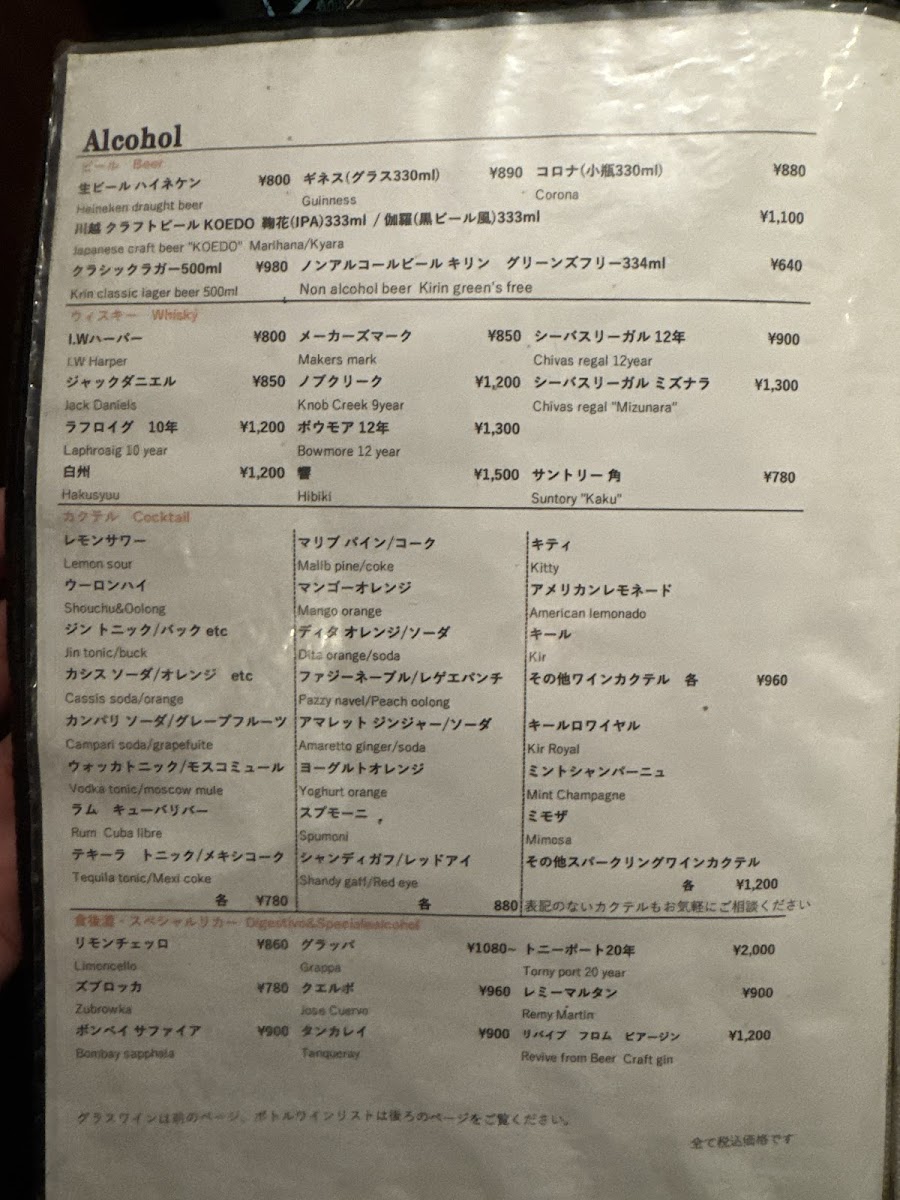 Alcohol
ビール Beer
生ビール ハイネケン ¥800 ギネス(グラス330ml) ¥890 コロナ(小瓶330ml) ¥880
Heineken draught beer Guinness Corona
川越 クラフトビール KOEDO 鞠花(IPA)333ml / 伽羅(黒ビール風)333ml ¥1,100
Japanese craft beer "KOEDO" Marihana/Kyara
クラシックラガー500ml ¥980 ノンアルコールビール キリン グリーンズフリー334ml ¥640
Krin classic lager beer 500ml Non alcohol beer Kirin green's free
ウィスキー Whisky
I.Wハーパー ¥800 メーカーズマーク ¥850 シーバスリーガル 12年 ¥900
I.W Harper Makers mark Chivas regal 12year
ジャックダニエル ¥850 ノブクリーク ¥1,200 シーバスリーガル ミズナラ ¥1,300
Jack Daniels Knob Creek 9year Chivas regal "Mizunara"
ラフロイグ 10年 ¥1,200 ボウモア 12年 ¥1,300
Laphroaig 10 year Bowmore 12 year
白州 ¥1,200 響 ¥1,500 サントリー 角 ¥780
Hakusyuu Hibiki Suntory "Kaku"
カクテル Cocktail
レモンサワー マリブ パイン/コーク キティ
Lemon sour Malib pine/coke Kitty
ウーロンハイ マンゴーオレンジ アメリカンレモネード
Shouchu&Oolong Mango orange American lemonado
ジン トニック/バック etc ディタ オレンジ/ソーダ キール
Jin tonic/buck Dita orange/soda Kir
カシス ソーダ/オレンジ etc ファジーネーブル/レゲエパンチ その他ワインカクテル 各 ¥960
Cassis soda/orange Fazzy navel/Peach oolong
カンパリ ソーダ/グレープフルーツ アマレット ジンジャー/ソーダ キールロワイヤル
Campari soda/grapefuite Amaretto ginger/soda Kir Royal
ウォッカトニック/モスコミュール ヨーグルトオレンジ ミントシャンパーニュ
Vodka tonic/moscow mule Yoghurt orange Mint Champagne
ラム キューバリバー スプモーニ ミモザ
Rum Cuba libre Spumoni Mimosa
テキーラ トニック/メキシコーク シャンディガフ/レッドアイ その他スパークリングワインカクテル
Tequila tonic/Mexi coke Shandy gaff/Red eye 各 ¥1,200
各 ¥780 各 880 表記のないカクテルもお気軽にご相談ください
食後酒・スペシャルリカー Digestivo&Specialealcohol
リモンチェッロ ¥860 グラッパ ¥1080~ トニーポート20年 ¥2,000
Limoncello Grappa Torny port 20 year
ズブロッカ ¥780 クエルボ ¥960 レミーマルタン ¥900
Zubrowka Jose Cuervo Remy Martin
ボンベイ サファイア ¥900 タンカレイ ¥900 リバイブ フロム ビアージン ¥1,200
Bombay sapphaia Tanqueray Revive from Beer Craft gin
グラスワインは前のページ、ボトルワインリストは後ろのページをご覧ください。
全て税込価格です